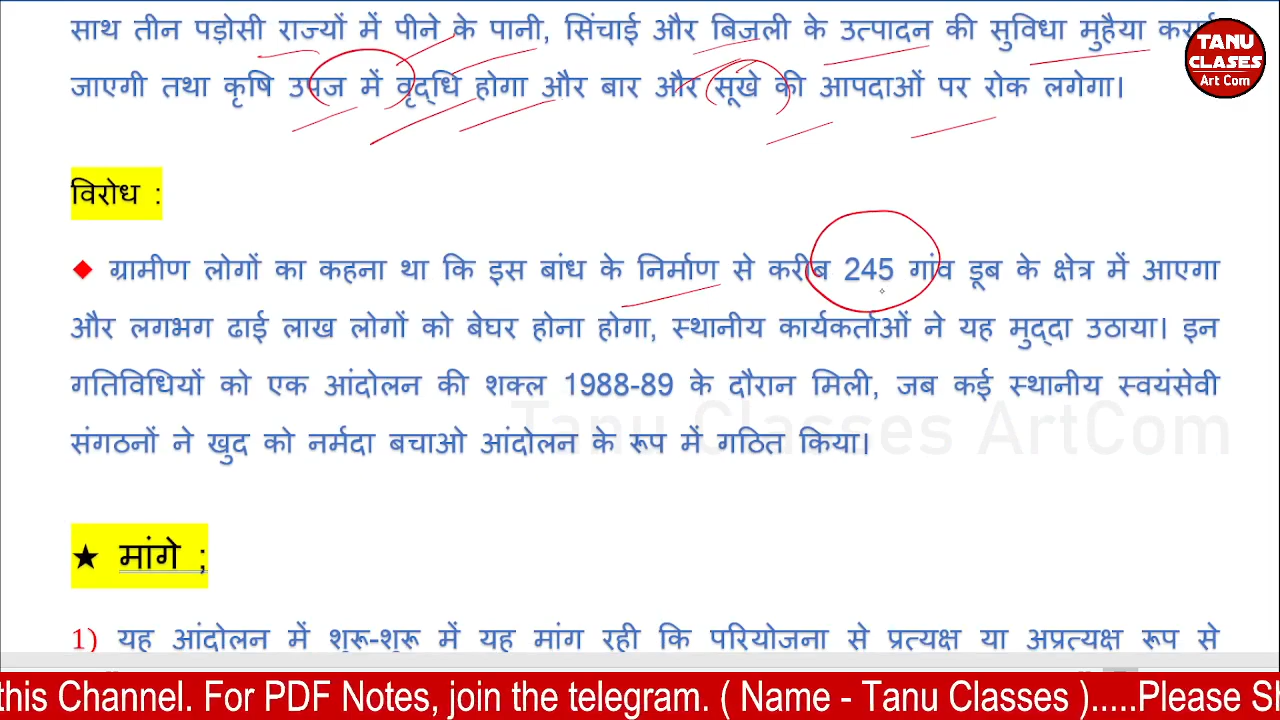 साथ तीन पड़ोसी राज्यों में पीने के पानी, सिंचाई और बिजली के उत्पादन की सुविधा मुहैया कराई
जाएगी तथा कृषि उपज में वृद्धि होगा और बार और सूखे की आपदाओं पर रोक लगेगा।
TANU
CLASSES
Art Com
विरोध :
◆ ग्रामीण लोगों का कहना था कि इस बांध के निर्माण से करीब 245 गांव डूब के क्षेत्र में आएगा
और लगभग ढाई लाख लोगों को बेघर होना होगा, स्थानीय कार्यकर्ताओं ने यह मुद्दा उठाया। इन
गतिविधियों को एक आंदोलन की शक्ल 1988-89 के दौरान मिली, जब कई स्थानीय स्वयंसेवी
संगठनों ने खुद को नर्मदा बचाओ आंदोलन के रूप में गठित किया।
Tanu Classes ArtCom
★ मांगे ;
1) यह आंदोलन में शुरू-शुरू में यह मांग रही कि परियोजना से प्रत्यक्ष या अप्रत्यक्ष रूप से
this Channel. For PDF Notes, join the telegram. ( Name - Tanu Classes ).....Please Sh